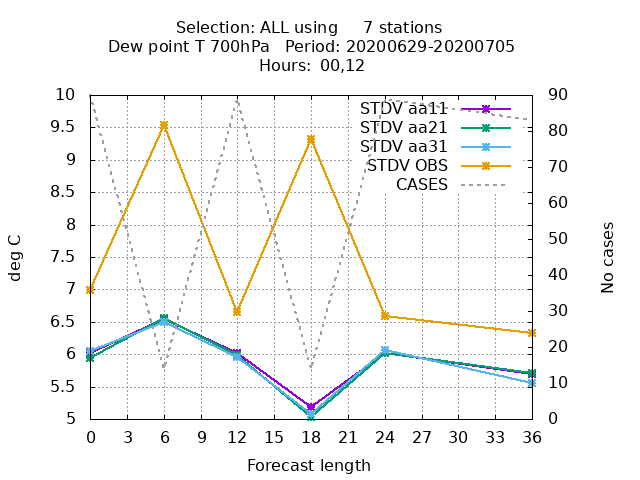 Selection: ALL using     7 stations
Dew point T 700hPa   Period: 20200629-20200705
Hours: 00,12
deg C
10
9.5
9
8.5
8
7.5
7
6.5
6
5.5
5
STDV aa11
STDV aa21
STDV aa31
STDV OBS
CASES
90
80
70
60
50
40
30
20
10
0
No cases
0 3 6 9 12 15 18 21 24 27 30 33 36
Forecast length